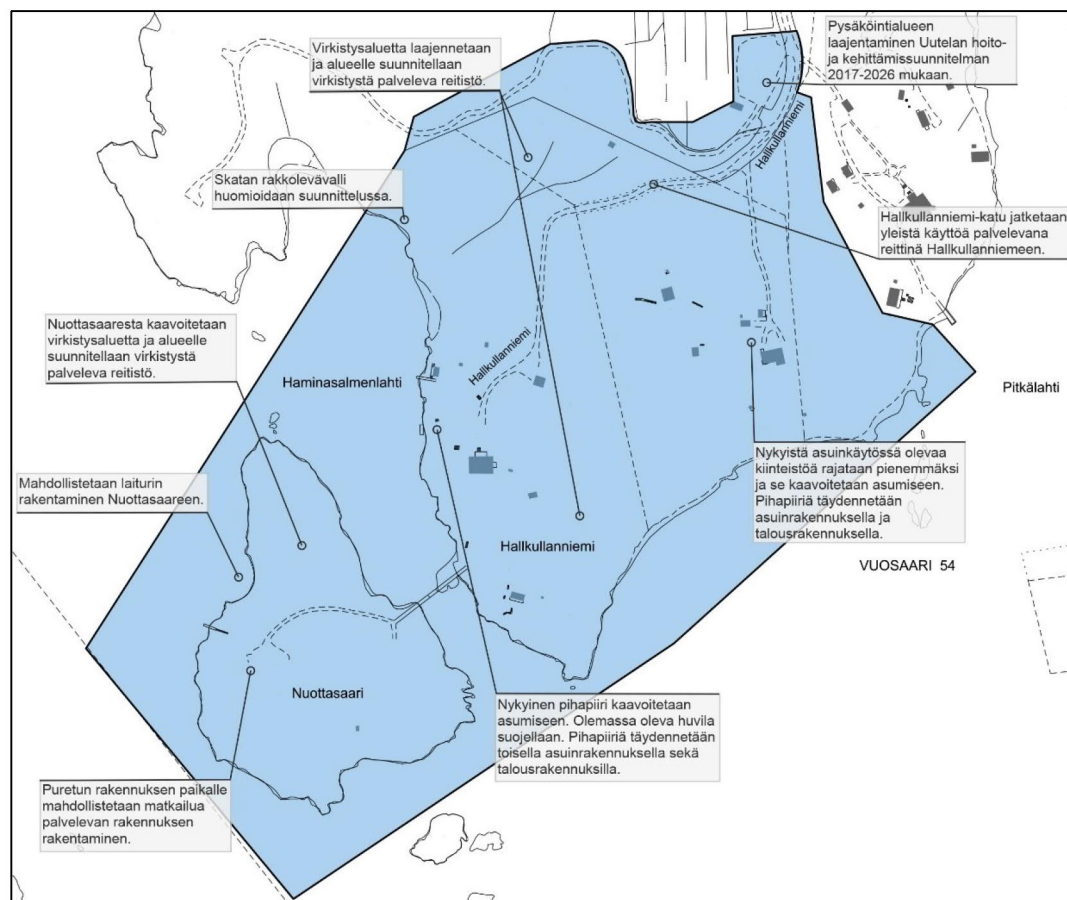 Virkistysaluetta laajennetaan
ja alueelle suunnitellaan
virkistystä palveleva reitistö.
Pysäköintialueen
laajentaminen Uutelan hoito-
ja kehittämissuunnitelman
2017-2026 mukaan.
Hallkullanniemi
Skatan rakkolevävalli
huomioidaan suunnittelussa.
Hallkullanniemi-katu jatketaan
yleistä käyttöä palvelevana
reittinä Hallkullanniemeen.
Nuottasaaresta kaavoitetaan
virkistysaluetta ja alueelle
suunnitellaan virkistystä
palveleva reitistö.
Haminasalmenlahti
Hallkullanniemi
Pitkälahti
Mahdollistetaan laiturin
rakentaminen Nuottasaareen.
Nykyistä asuinkäytössä olevaa
kiinteistöä rajataan pienemmäksi
ja se kaavoitetaan asumiseen.
Pihapiiriä täydennetään
asuinrakennuksella ja
talousrakennuksella.
Hallkullanniemi
VUOSAARI 54
Nuottasaari
Nykyinen pihapiiri kaavoitetaan
asumiseen. Olemassa oleva huvila
suojellaan. Pihapiiriä täydennetään
toisella asuinrakennuksella sekä
talousrakennuksilla.
Puretun rakennuksen paikalle
mahdollistetaan matkailua
palvelevan rakennuksen
rakentaminen.